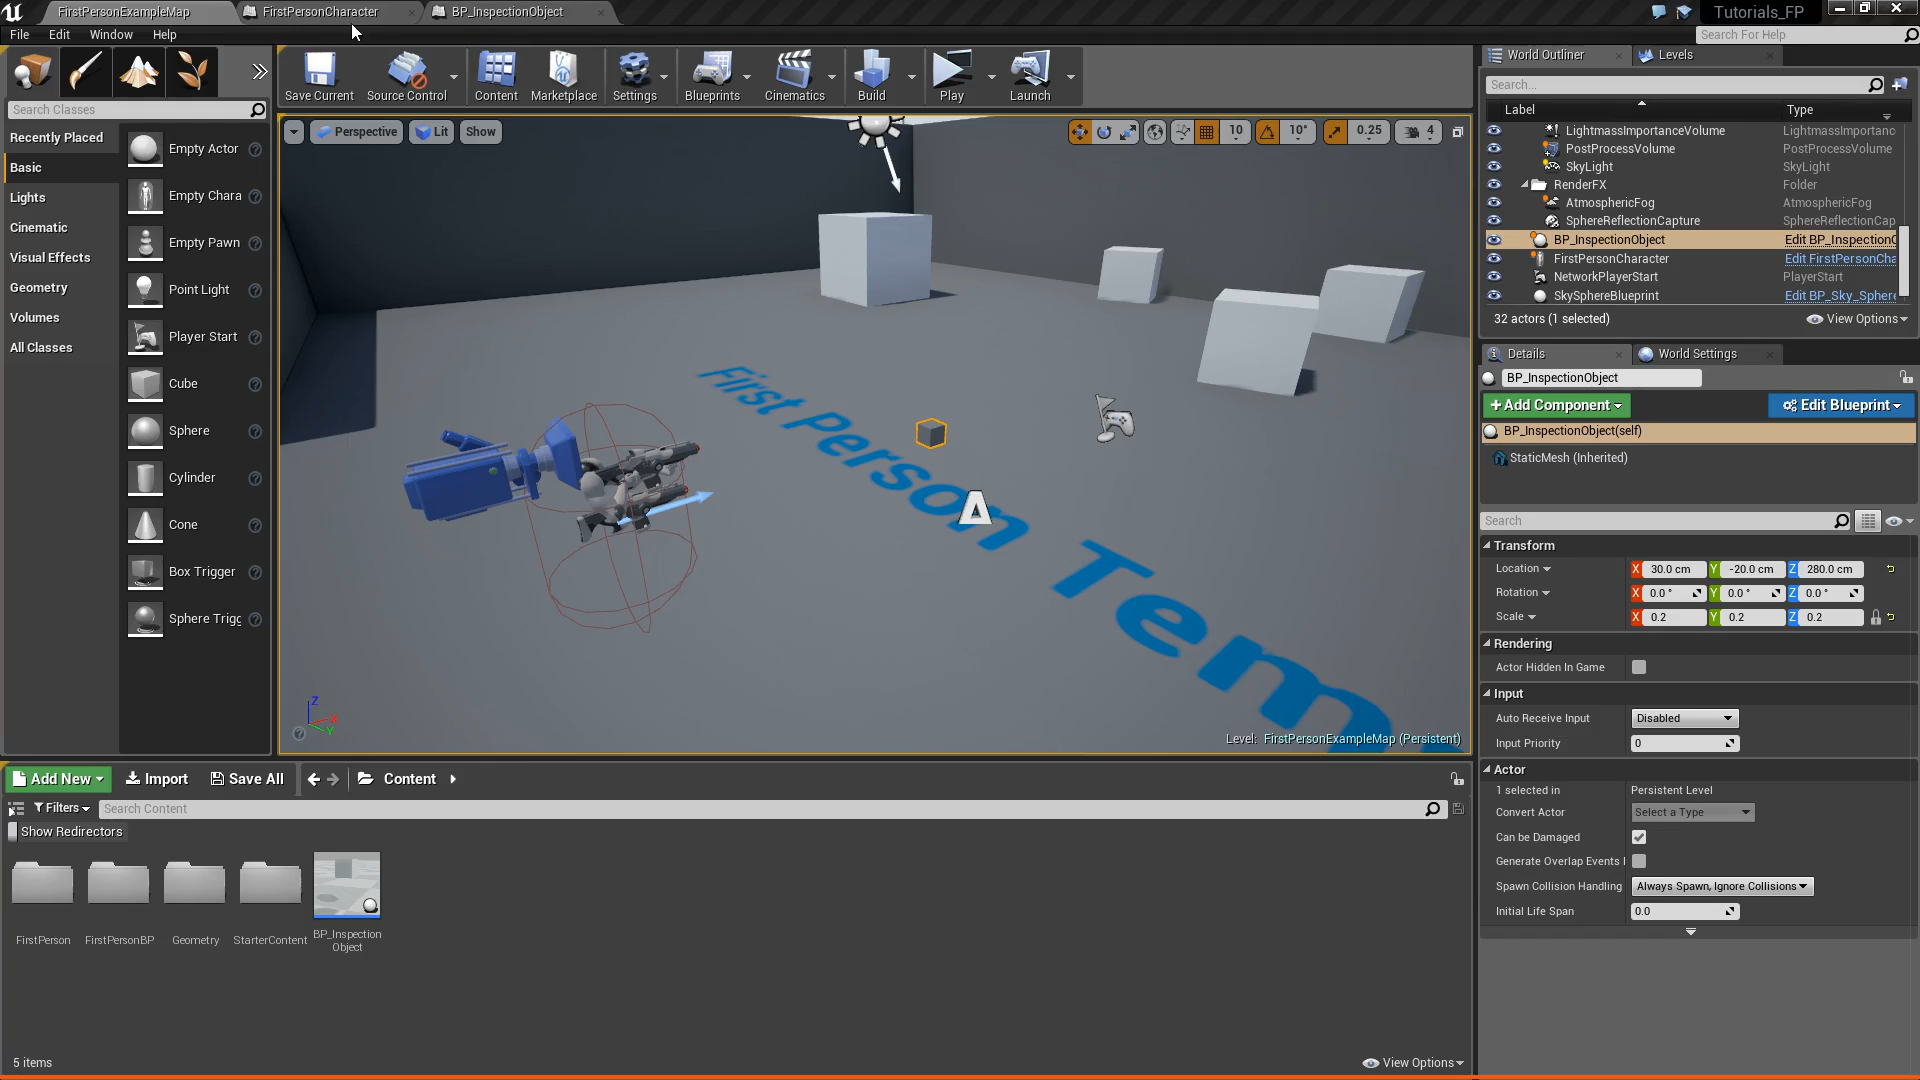 FirstPersonExampleMap
FirstPersonCharacter
BP_InspectionObject
Tutorials_FP
File Edit Window Help
Search For Help
Save Current
Source Control
Content
Marketplace
Settings
Blueprints
Cinematics
Build
Play
Launch
World Outliner
Levels
Search Classes
Search...
Label Type
Recently Placed
Basic
Lights
Cinematic
Visual Effects
Geometry
Volumes
All Classes
Empty Actor
Empty Chara
Empty Pawn
Point Light
Player Start
Cube
Sphere
Cylinder
Cone
Box Trigger
Sphere Trigg
Perspective Lit Show
10 10° 0.25 4
First Person Tem
A
Z
X
Y
Level: FirstPersonExampleMap (Persistent)
LightmassImportanceVolume LightmassImportanc
PostProcessVolume PostProcessVolume
SkyLight SkyLight
RenderFX Folder
AtmosphericFog AtmosphericFog
SphereReflectionCapture SphereReflectionCap
BP_InspectionObject Edit BP_InspectionO
FirstPersonCharacter Edit FirstPersonCha
NetworkPlayerStart PlayerStart
SkySphereBlueprint Edit BP_Sky_Sphere
32 actors (1 selected) View Options
Details
World Settings
BP_InspectionObject
+Add Component Edit Blueprint
BP_InspectionObject(self)
StaticMesh (Inherited)
Search
Transform
Location X 30.0 cm Y -20.0 cm Z 280.0 cm
Rotation X 0.0 ° Y 0.0 ° Z 0.0 °
Scale X 0.2 Y 0.2 Z 0.2
Rendering
Actor Hidden In Game
Input
Auto Receive Input Disabled
Input Priority 0
Actor
1 selected in Persistent Level
Convert Actor Select a Type
Can be Damaged
Generate Overlap Events
Spawn Collision Handling Always Spawn, Ignore Collisions
Initial Life Span 0.0
Add New Import Save All Content
Filters Search Content
Show Redirectors
FirstPerson
FirstPersonBP
Geometry
StarterContent
BP_Inspection
Object
5 items
View Options